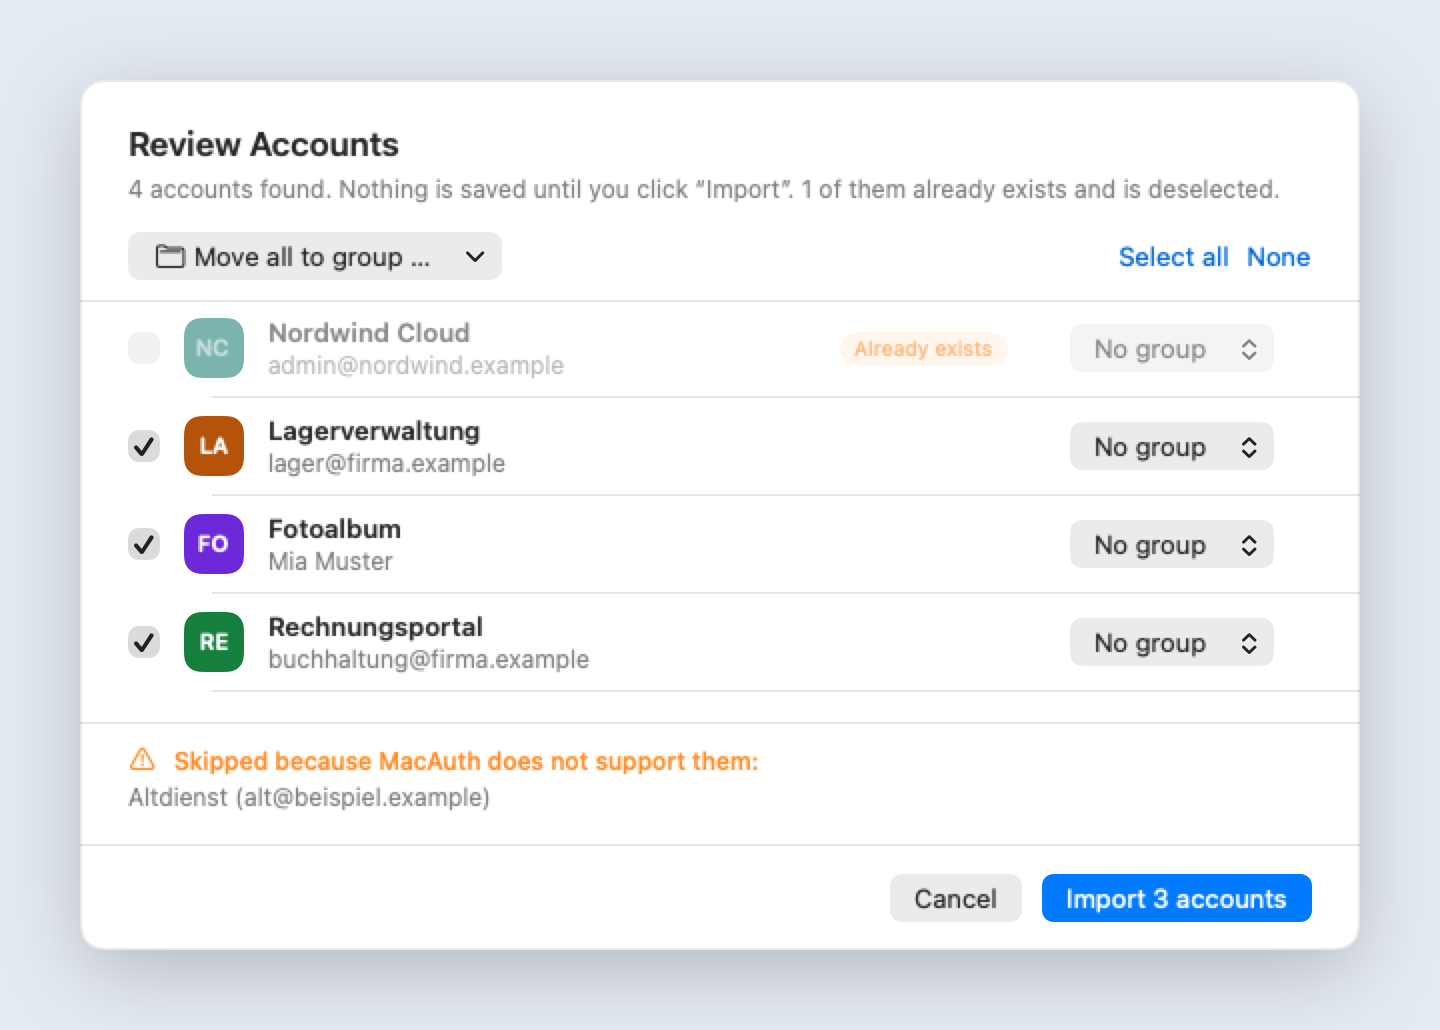 Review Accounts
4 accounts found. Nothing is saved until you click “Import”. 1 of them already exists and is deselected.
Move all to group ...
Select all None
NC Nordwind Cloud Already exists No group
admin@nordwind.example
LA Lagerverwaltung No group
lager@firma.example
FO Fotoalbum No group
Mia Muster
RE Rechnungsportal No group
buchhaltung@firma.example
Skipped because MacAuth does not support them:
Altdienst (alt@beispiel.example)
Cancel Import 3 accounts